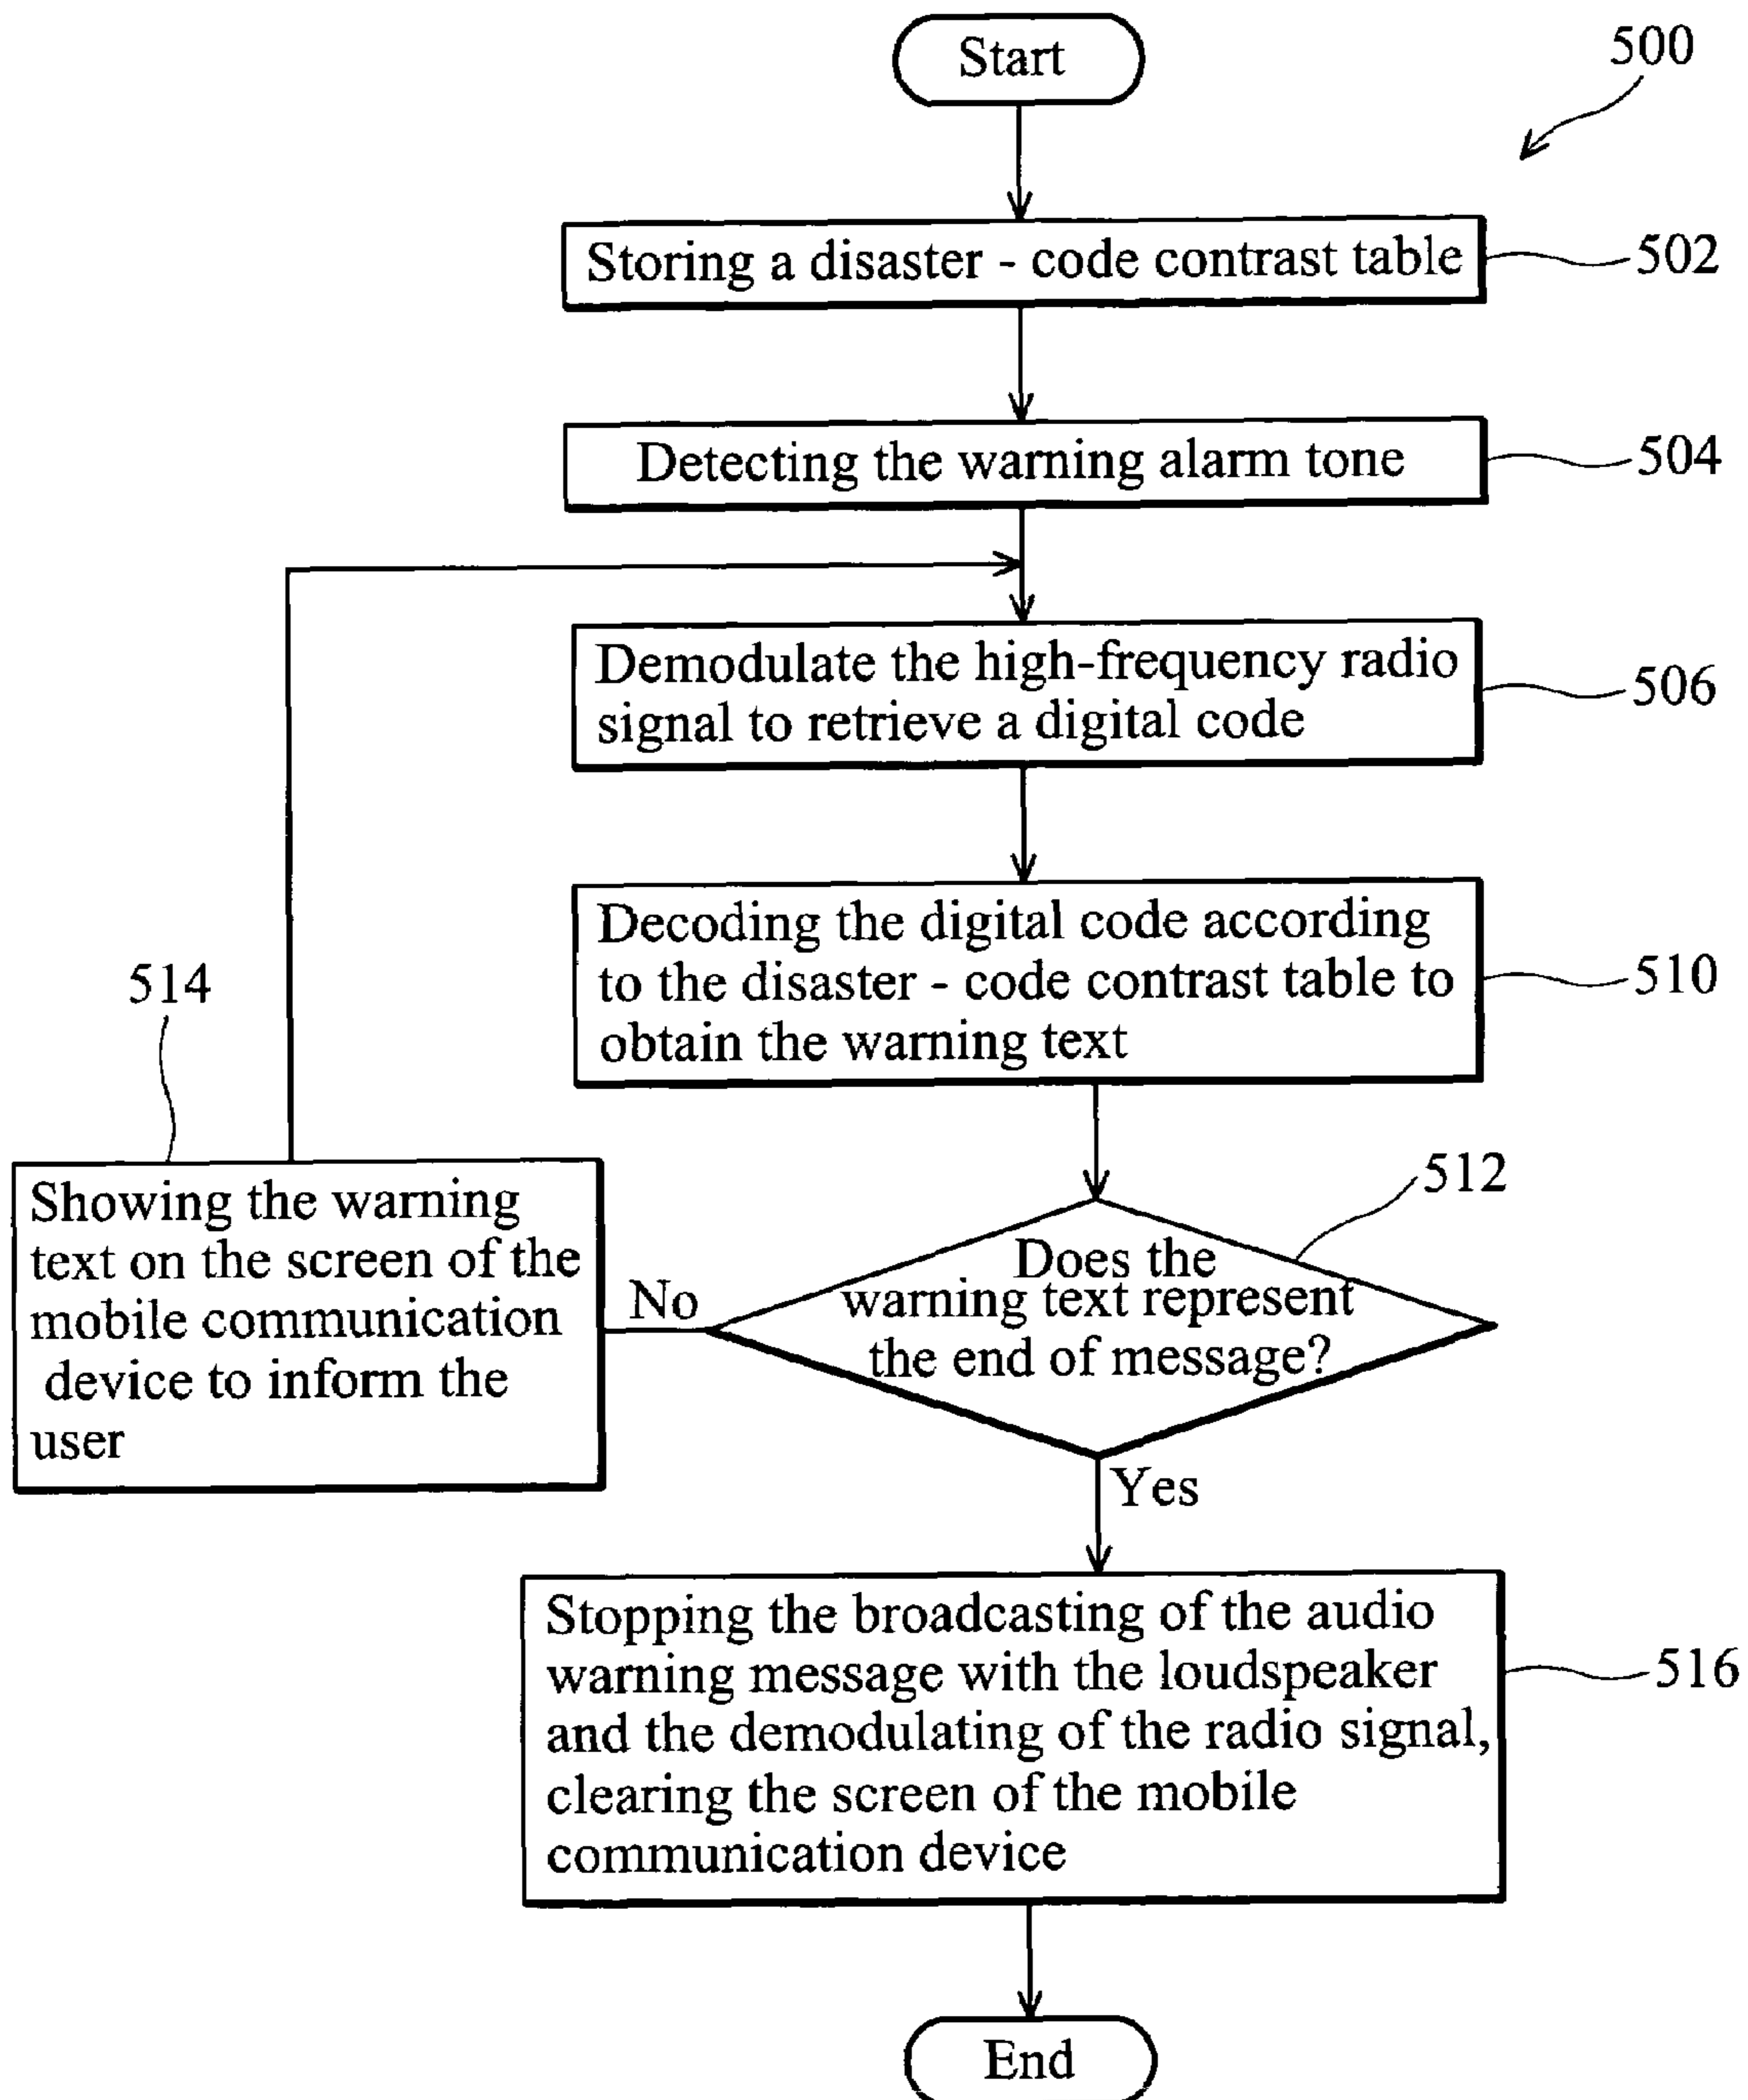 Start
500
Storing a disaster - code contrast table
502
Detecting the warning alarm tone
504
Demodulate the high-frequency radio
signal to retrieve a digital code
506
Decoding the digital code according
to the disaster - code contrast table to
obtain the warning text
510
514
Showing the warning
text on the screen of the
mobile communication
device to inform the
user
No
512
Does the
warning text represent
the end of message?
Yes
Stopping the broadcasting of the audio
warning message with the loudspeaker
and the demodulating of the radio signal,
clearing the screen of the mobile
communication device
516
End